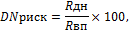 DNриск = Rдн / Rвп × 100,